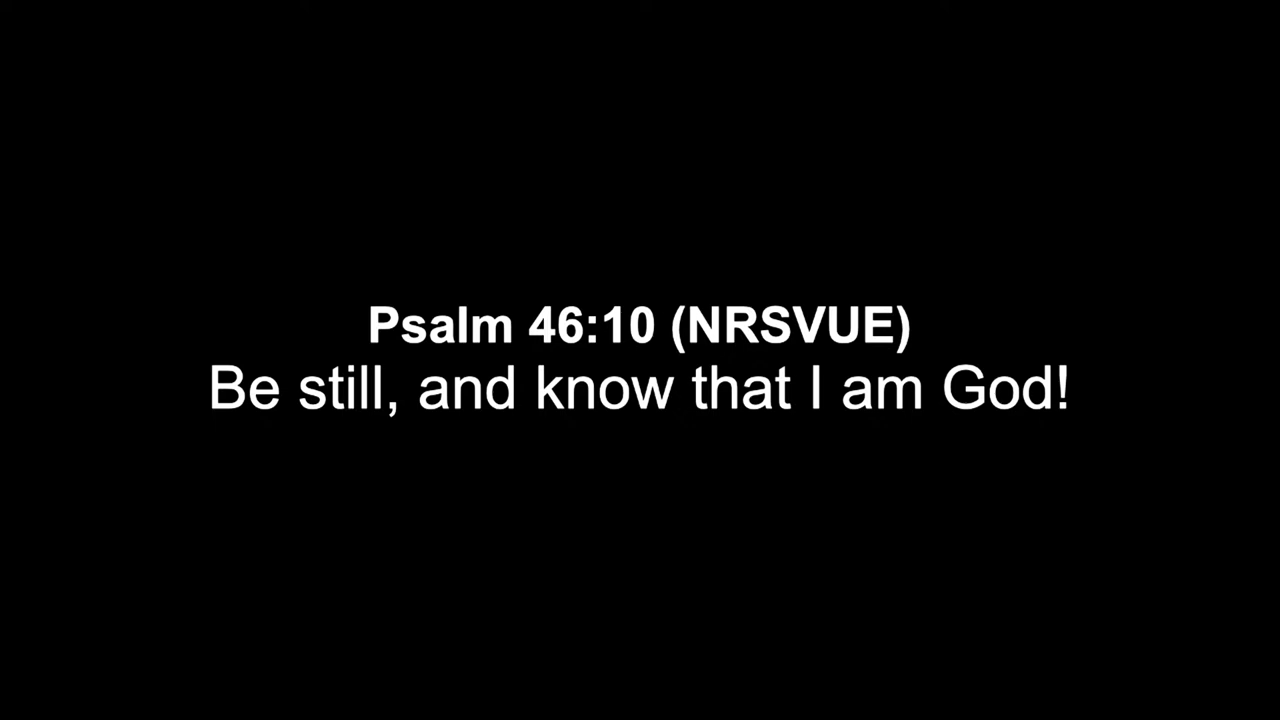 Psalm 46:10 (NRSVUE)
Be still, and know that I am God!